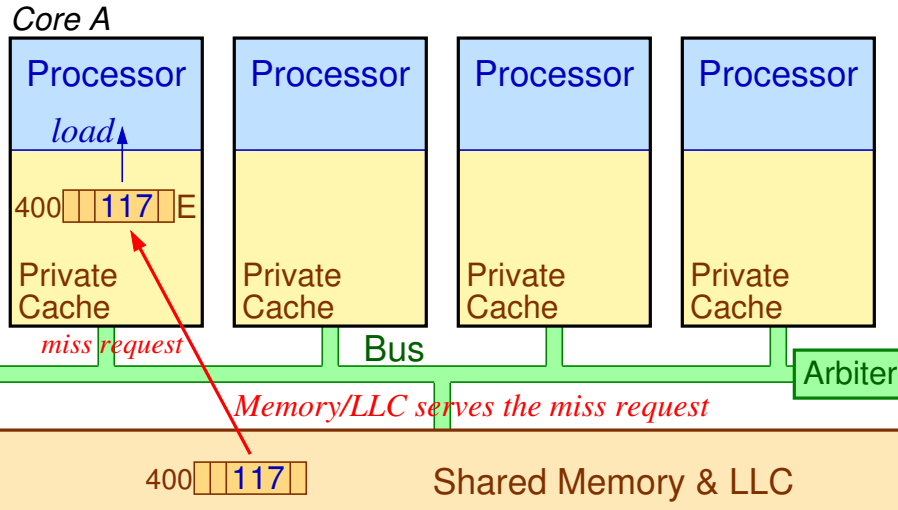 Core A
Processor
Processor
Processor
Processor
load
400 117 E
Private
Cache
Private
Cache
Private
Cache
Private
Cache
miss request
Bus
Arbiter
Memory/LLC serves the miss request
400 117
Shared Memory & LLC